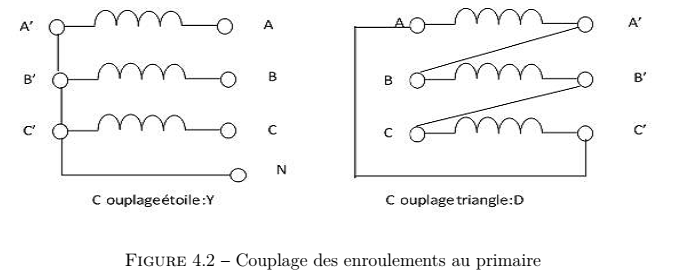 A′ A A A′
B′ B B B′
C′ C C C′
N
C ouplageétoile:Y C ouplagetriangle:D
FIGURE 4.2 – Couplage des enroulements au primaire